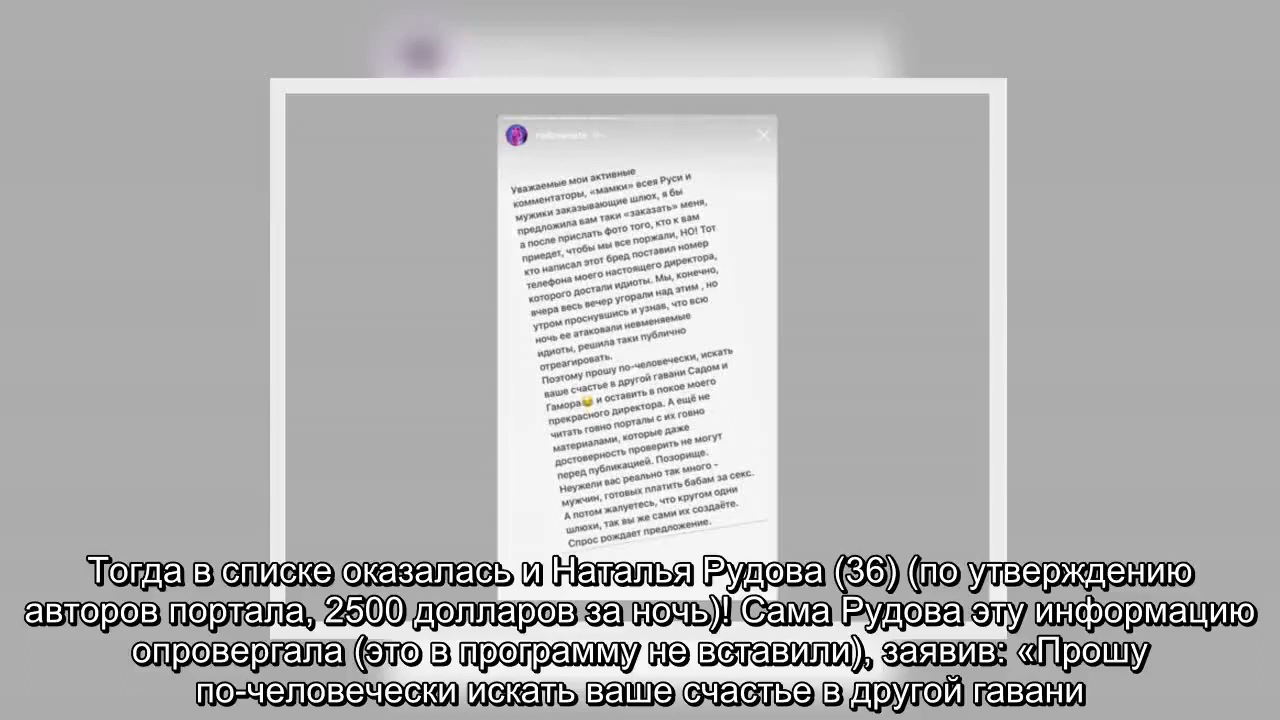 Уважаемые мои активные
комментаторы, «мамки» всея Руси и
мужики заказывающие шлюх, я бы
предложила вам таки «заказать» меня,
а после прислать фото того, кто к вам
приедет, чтобы мы все поржали, НО! Тот
кто написал этот бред поставил номер
телефона моего настоящего директора,
которого достали идиоты. Мы, конечно,
вчера весь вечер угорали над этим , но
утром проснувшись и узнав, что всю
ночь ее атаковали невменяемые
идиоты, решила таки публично
отреагировать.
Поэтому прошу по-человечески, искать
ваше счастье в другой гавани Садом и
Гамора😂 и оставить в покое моего
прекрасного директора. А ещё не
читать говно порталы с их говно
материалами, которые даже
достоверность проверить не могут
перед публикацией. Позорище.
Неужели вас реально так много -
мужчин, готовых платить бабам за секс.
А потом жалуетесь, что кругом одни
шлюхи, так вы же сами их создаёте.
Спрос рождает предложение.
Тогда в списке оказалась и Наталья Рудова (36) (по утверждению
авторов портала, 2500 долларов за ночь)! Сама Рудова эту информацию
опровергала (это в программу не вставили), заявив: «Прошу
по-человечески искать ваше счастье в другой гавани